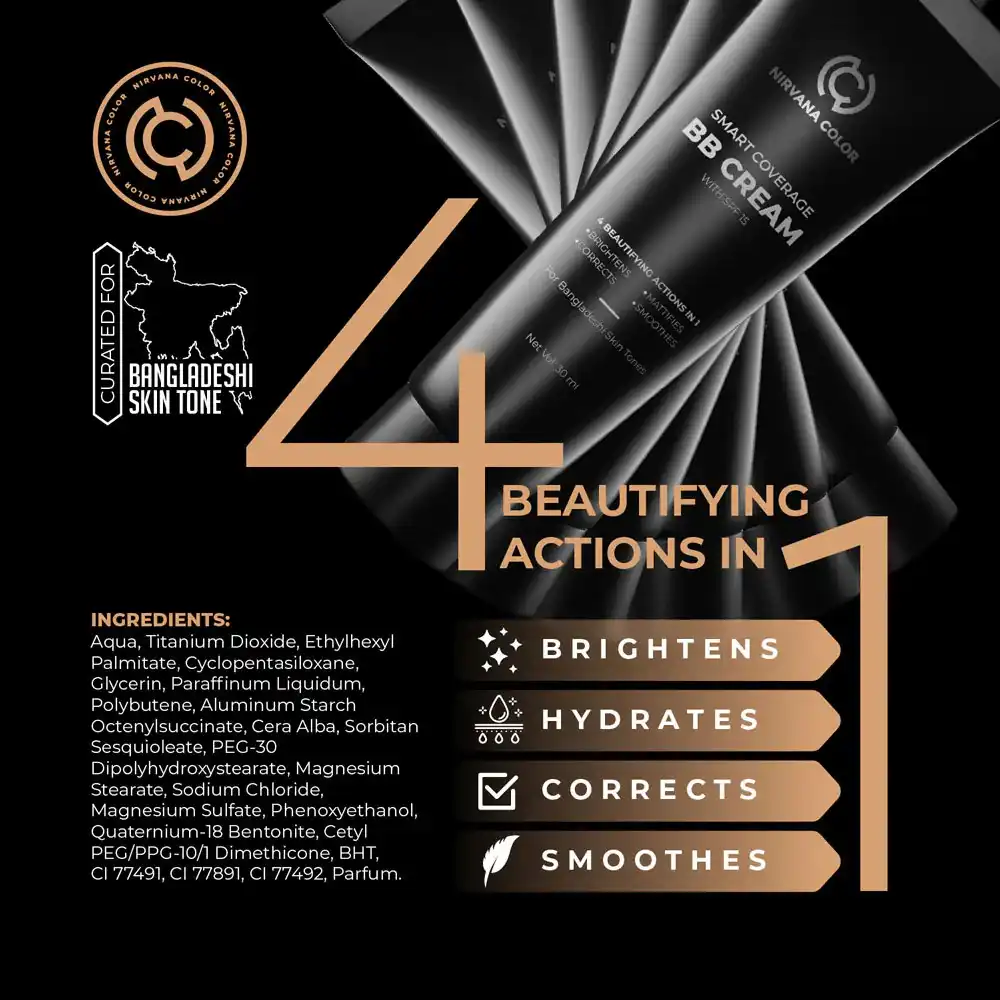 NIRVANA COLOR NIRVANA COLOR NIRVANA COLOR NIRVANA COLOR
CURATED FOR
BANGLADESHI
SKIN TONE
NIRVANA COLOR
SMART COVERAGE
BB CREAM
WITH SPF 15
4 BEAUTIFYING ACTIONS IN 1
•BRIGHTENS •MATTIFIES
•CORRECTS •SMOOTHES
For Bangladeshi Skin Tones
Net Vol. 30 ml
4
BEAUTIFYING
ACTIONS IN 1
INGREDIENTS:
Aqua, Titanium Dioxide, Ethylhexyl
Palmitate, Cyclopentasiloxane,
Glycerin, Paraffinum Liquidum,
Polybutene, Aluminum Starch
Octenylsuccinate, Cera Alba, Sorbitan
Sesquioleate, PEG-30
Dipolyhydroxystearate, Magnesium
Stearate, Sodium Chloride,
Magnesium Sulfate, Phenoxyethanol,
Quaternium-18 Bentonite, Cetyl
PEG/PPG-10/1 Dimethicone, BHT,
CI 77491, CI 77891, CI 77492, Parfum.
BRIGHTENS
HYDRATES
CORRECTS
SMOOTHES